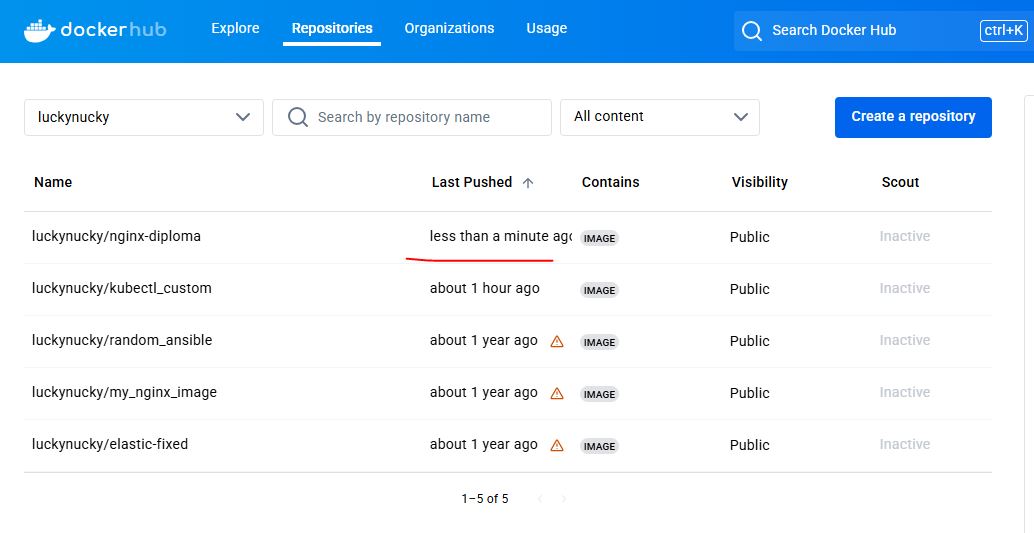 dockerhub Explore Repositories Organizations Usage Search Docker Hub ctrl+K
luckynucky Search by repository name All content Create a repository
Name Last Pushed Contains Visibility Scout
luckynucky/nginx-diploma less than a minute ago IMAGE Public Inactive
luckynucky/kubectl_custom about 1 hour ago IMAGE Public Inactive
luckynucky/random_ansible about 1 year ago IMAGE Public Inactive
luckynucky/my_nginx_image about 1 year ago IMAGE Public Inactive
luckynucky/elastic-fixed about 1 year ago IMAGE Public Inactive
1–5 of 5